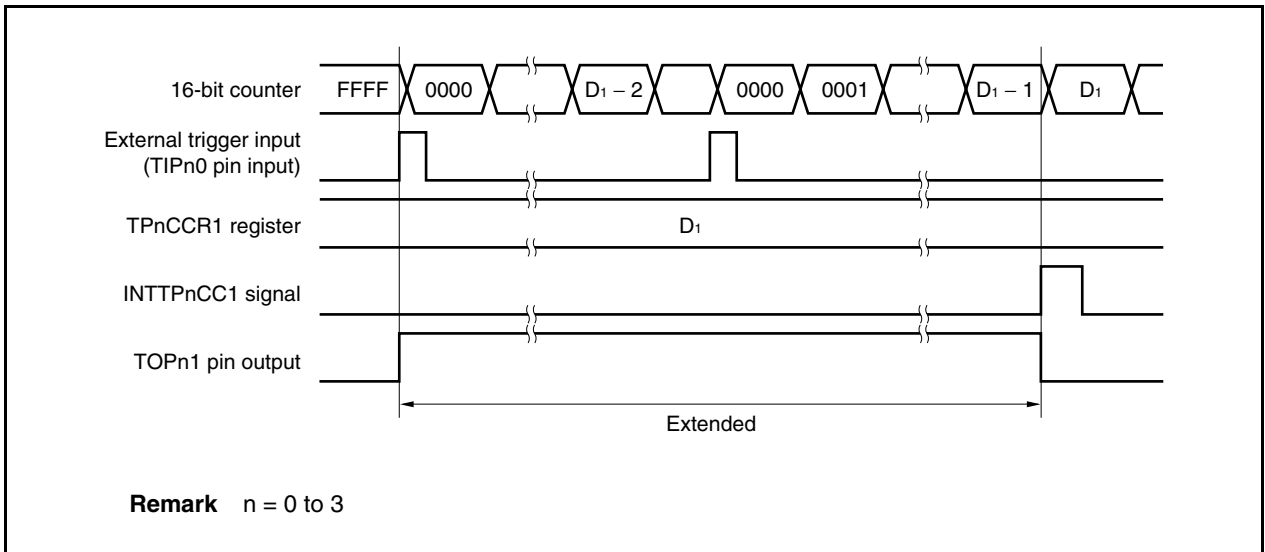 16-bit counter FFFF 0000 D1 − 2 0000 0001 D1 − 1 D1
External trigger input
(TIPn0 pin input)
TPnCCR1 register D1
INTTPnCC1 signal
TOPn1 pin output
Extended
Remark n = 0 to 3